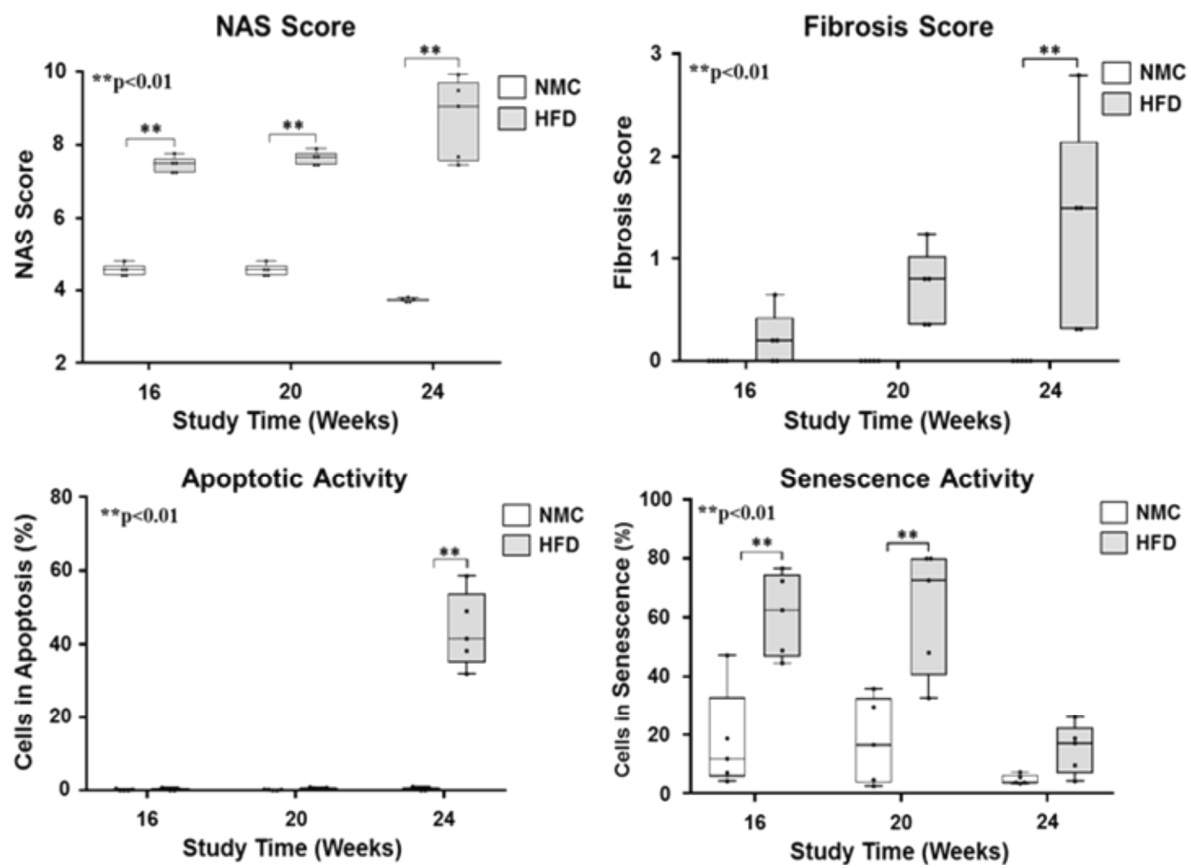 NAS Score
**p<0.01
NMC
HFD
**
**
**
10
8
6
4
2
NAS Score
16
20
24
Study Time (Weeks)
Fibrosis Score
**p<0.01
NMC
HFD
**
3
2
1
0
Fibrosis Score
16
20
24
Study Time (Weeks)
Apoptotic Activity
**p<0.01
NMC
HFD
**
80
60
40
20
0
Cells in Apoptosis (%)
16
20
24
Study Time (Weeks)
Senescence Activity
**p<0.01
NMC
HFD
**
**
100
80
60
40
20
0
Cells in Senescence (%)
16
20
24
Study Time (Weeks)